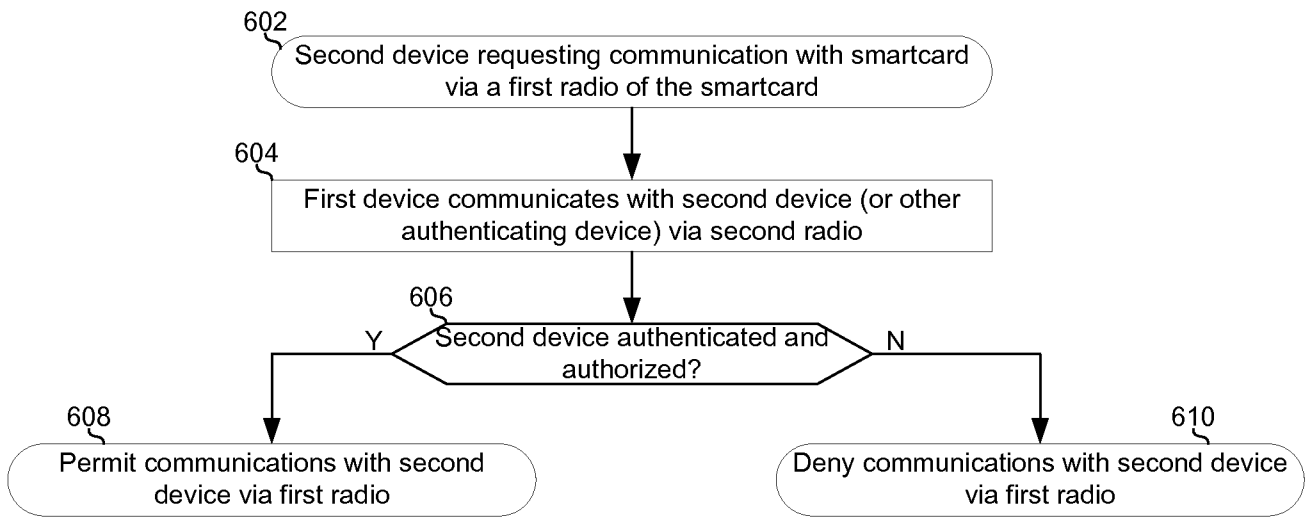 602
Second device requesting communication with smartcard
via a first radio of the smartcard
604
First device communicates with second device (or other
authenticating device) via second radio
606
Second device authenticated and
authorized?
Y
N
608
Permit communications with second
device via first radio
610
Deny communications with second device
via first radio